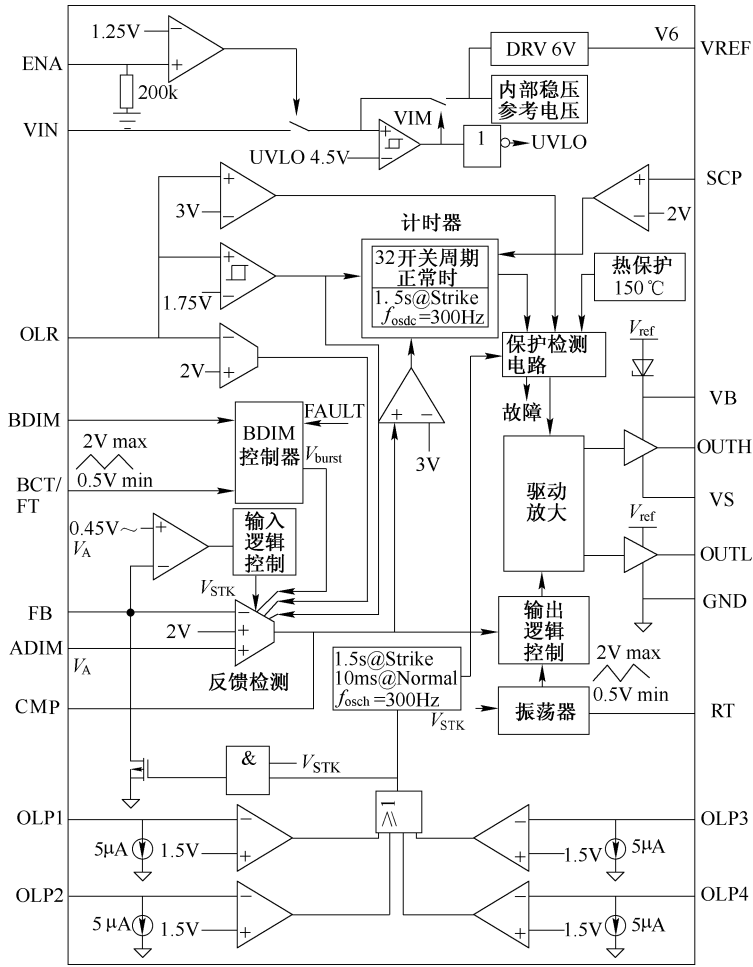 1.25V
V6
ENA
DRV 6V
VREF
200k
内部稳压
参考电压
VIN
VIM
UVLO 4.5V
1
UVLO
SCP
3V
2V
计时器
32开关周期
正常时
1.5s@Strike
fosdc=300Hz
热保护
150℃
1.75V
OLR
2V
保护检测
电路
Vref
故障
VB
BDIM
FAULT
BDIM
控制器
Vburst
2V max
0.5V min
3V
OUTH
BCT/
FT
驱动
放大
VS
0.45V～
VA
输入
逻辑
控制
Vref
OUTL
VSTK
FB
2V
GND
ADIM
VA
反馈检测
输出
逻辑
控制
1.5s@Strike
10ms@Normal
fosch=300Hz
2V max
0.5V min
CMP
VSTK
振荡器
RT
&
VSTK
≥1
OLP1
OLP3
5μA
1.5V
1.5V
5μA
OLP2
OLP4
5μA
1.5V
1.5V
5μA